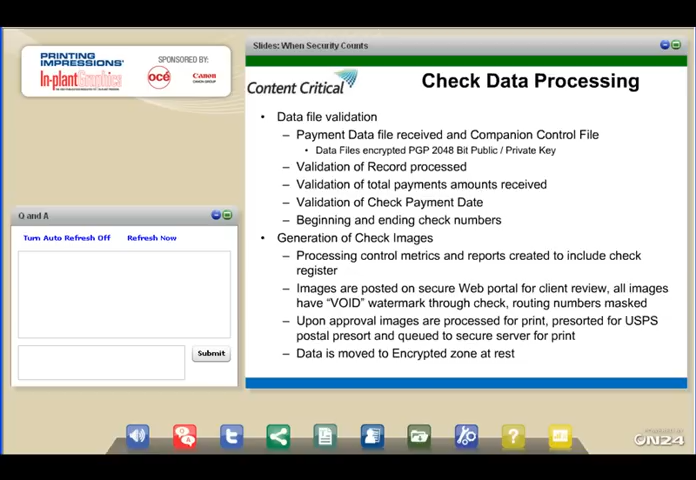 Slides: When Security Counts
PRINTING
IMPRESSIONS
In-plantGraphics
SPONSORED BY:
océ
Canon
CANON GROUP
Content Critical
Check Data Processing
• Data file validation
– Payment Data file received and Companion Control File
• Data Files encrypted PGP 2048 Bit Public / Private Key
– Validation of Record processed
– Validation of total payments amounts received
– Validation of Check Payment Date
– Beginning and ending check numbers
• Generation of Check Images
– Processing control metrics and reports created to include check
register
– Images are posted on secure Web portal for client review, all images
have “VOID” watermark through check, routing numbers masked
– Upon approval images are processed for print, presorted for USPS
postal presort and queued to secure server for print
– Data is moved to Encrypted zone at rest
Q and A
Turn Auto Refresh Off Refresh Now
Submit
Q
A
?
POWERED BY
ON24